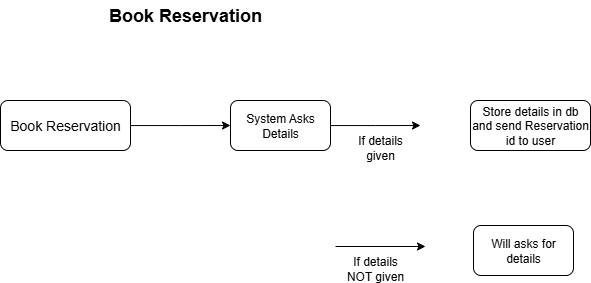 Book Reservation
Book Reservation
System Asks
Details
If details
given
Store details in db
and send Reservation
id to user
If details
NOT given
Will asks for
details